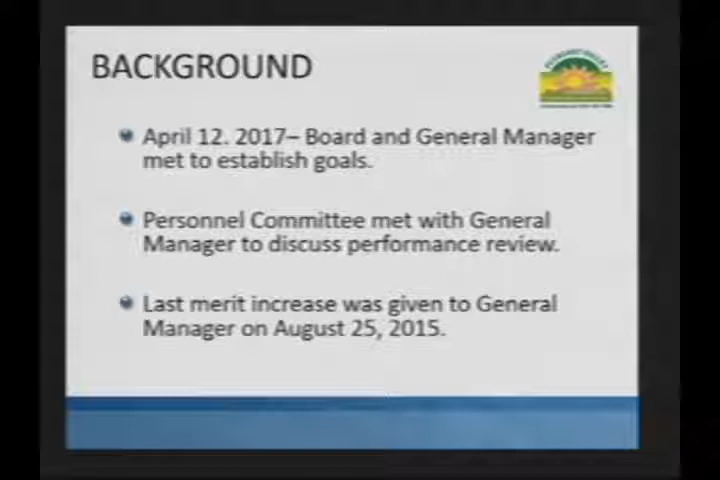 BACKGROUND
April 12. 2017– Board and General Manager
met to establish goals.
Personnel Committee met with General
Manager to discuss performance review.
Last merit increase was given to General
Manager on August 25, 2015.